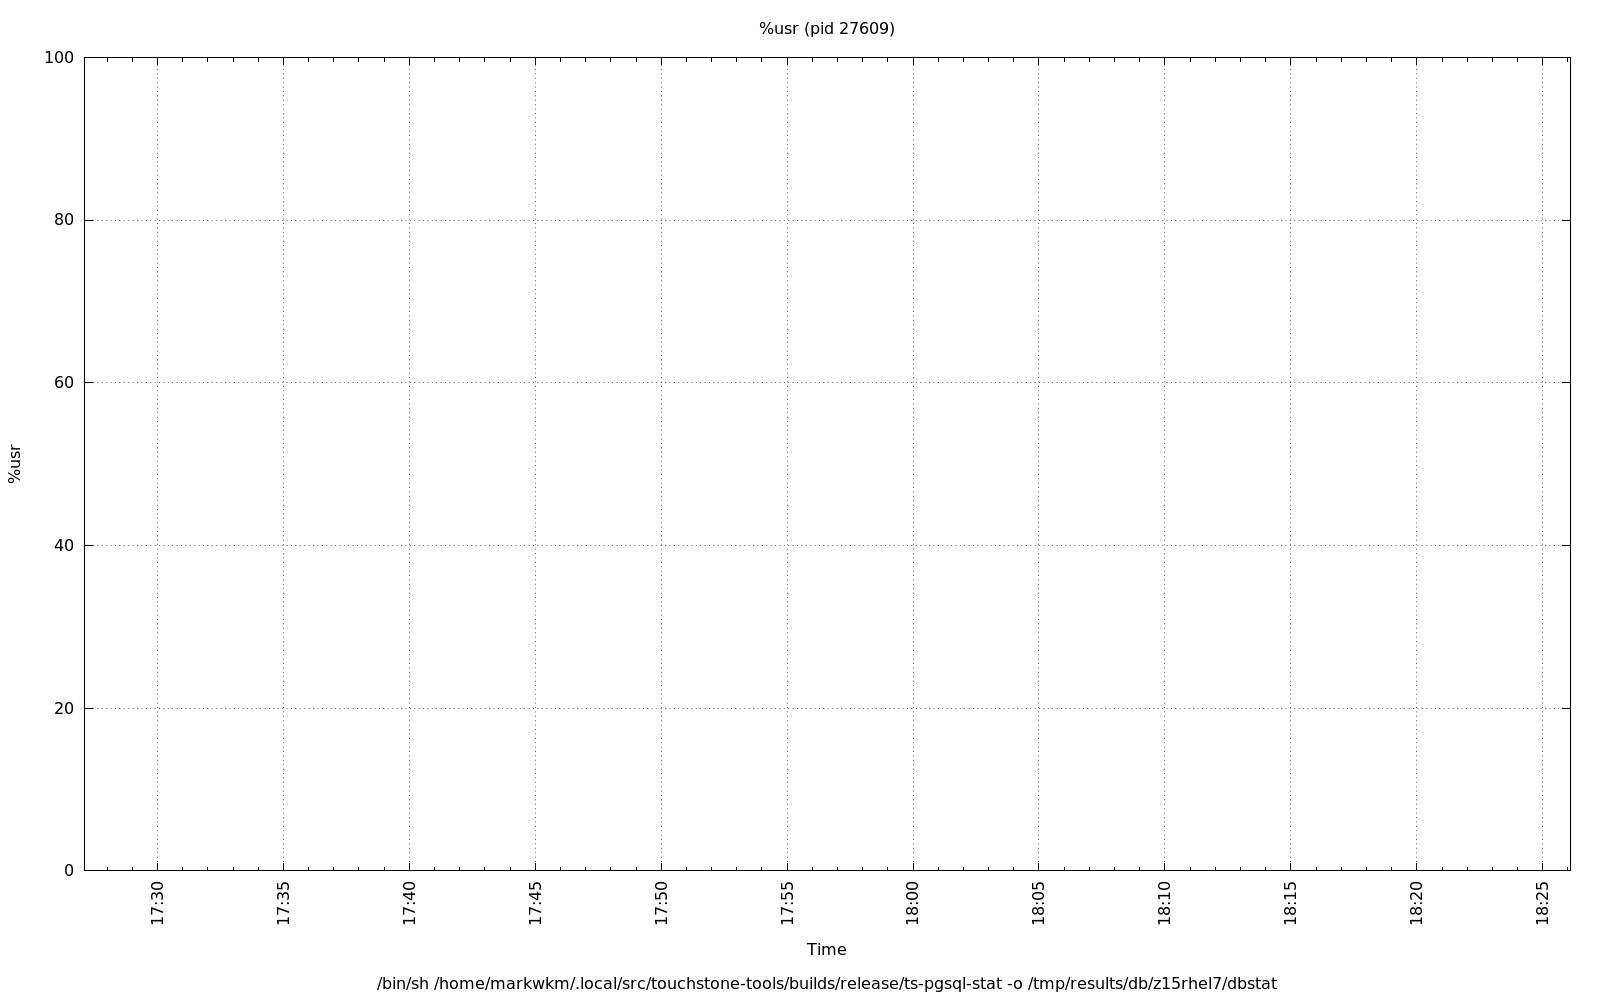 %usr (pid 27609)
100
80
60
40
20
0
%usr
17:30 17:35 17:40 17:45 17:50 17:55 18:00 18:05 18:10 18:15 18:20 18:25
Time
/bin/sh /home/markwkm/.local/src/touchstone-tools/builds/release/ts-pgsql-stat -o /tmp/results/db/z15rhel7/dbstat